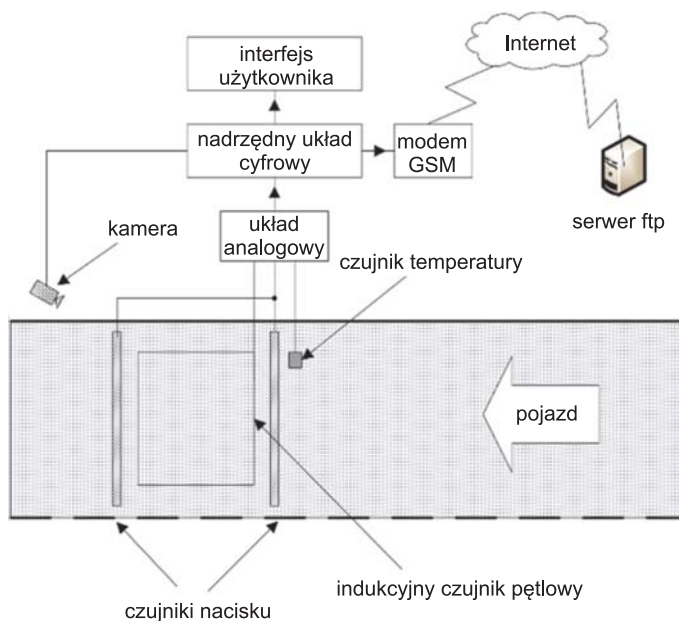 interfejs
użytkownika
Internet
nadrzędny układ
cyfrowy
modem
GSM
serwer ftp
układ
analogowy
kamera
czujnik temperatury
pojazd
indukcyjny czujnik pętlowy
czujniki nacisku